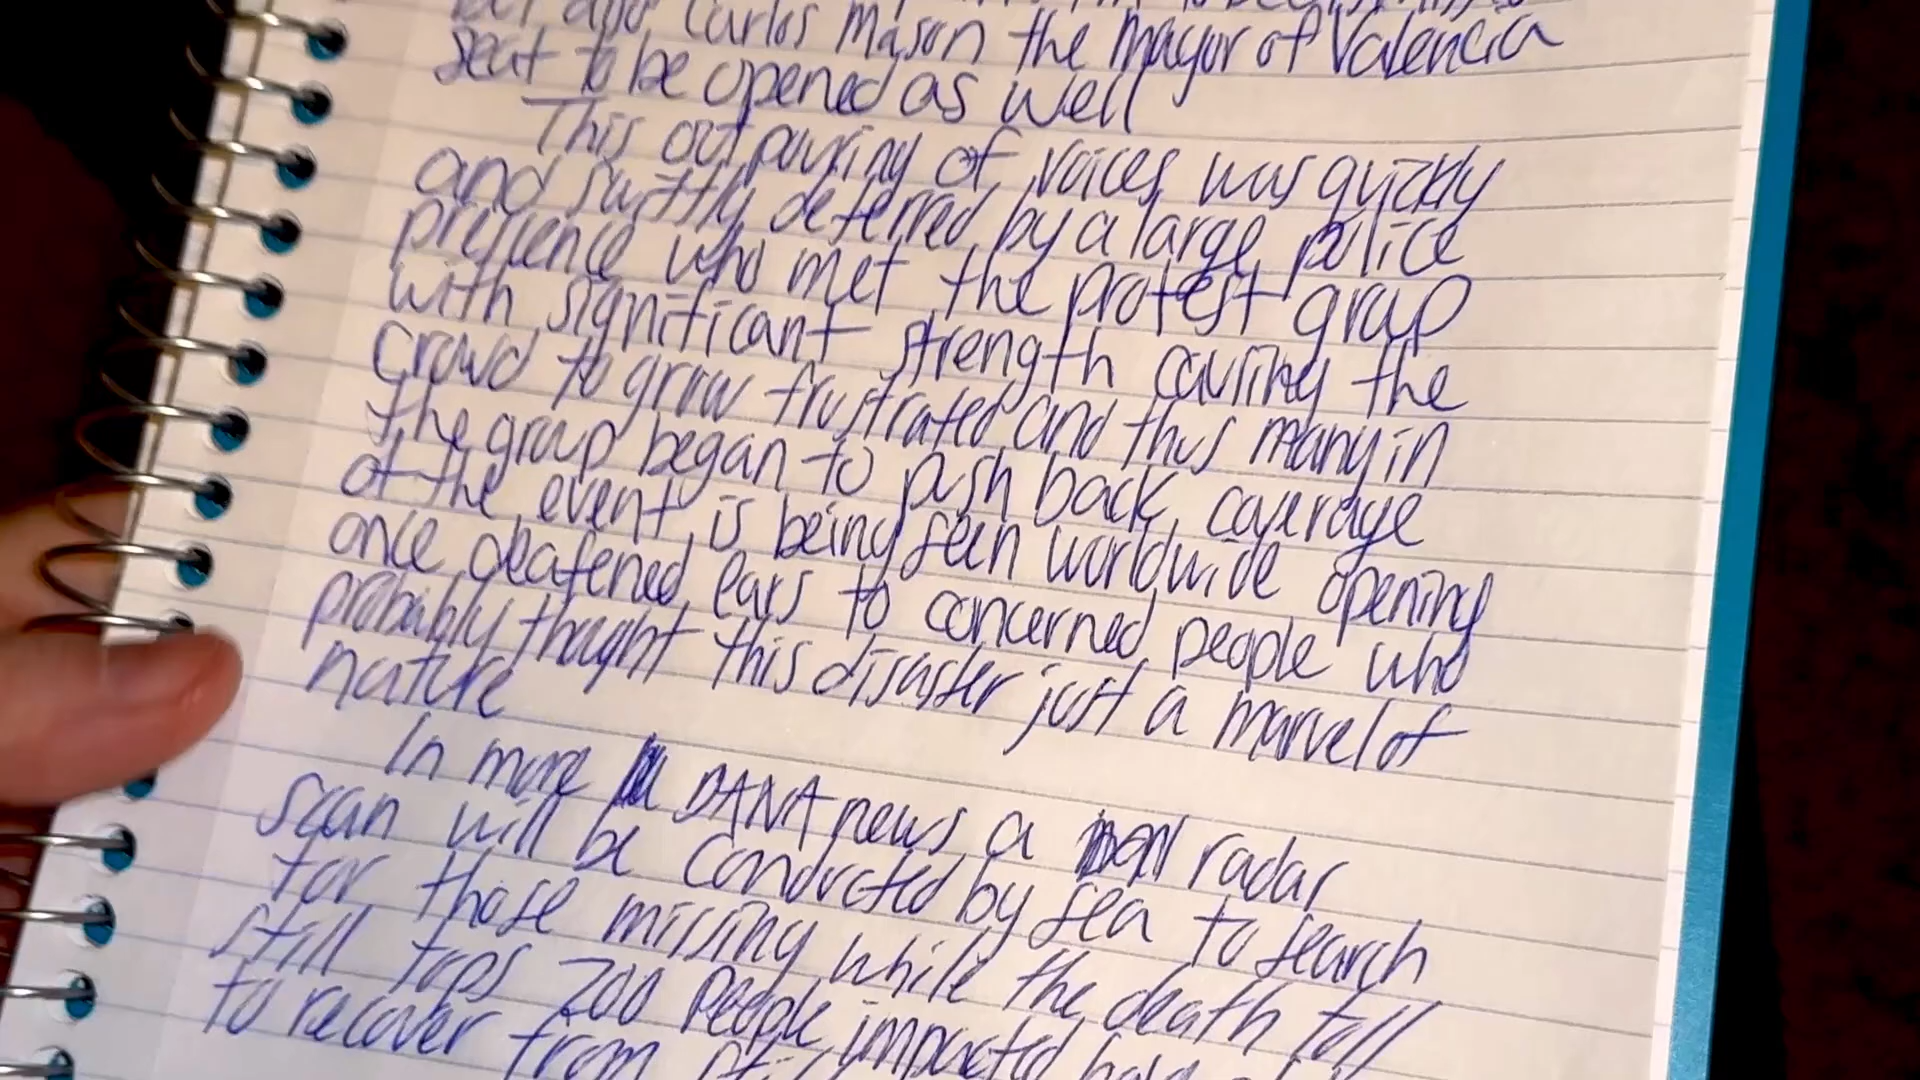 Carlos Mason the mayor of Valencia
seat to be opened as well
This outpouring of voices was quickly
and swiftly deferred by a large police
presience who met the protest group
with significant strength causing the
crowd to grow frustrated and thus many in
the group began to push back, coverage
of the event is being seen worldwide opening
once deafened ears to concerned people who
probably thought this disaster just a marvel of
nature
In more DANA news a radar
scan will be conducted by sea to search
for those missing while the death toll
still tops 200 people impacted
to recover from